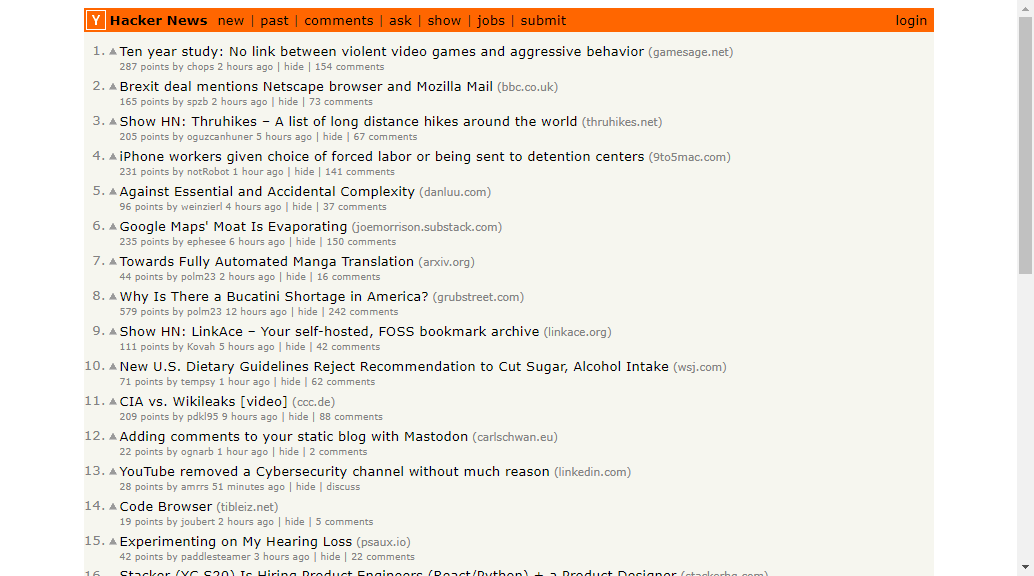 Y Hacker News new | past | comments | ask | show | jobs | submit login
1. Ten year study: No link between violent video games and aggressive behavior (gamesage.net)
287 points by chops 2 hours ago | hide | 154 comments
2. Brexit deal mentions Netscape browser and Mozilla Mail (bbc.co.uk)
165 points by spzb 2 hours ago | hide | 73 comments
3. Show HN: Thruhikes – A list of long distance hikes around the world (thruhikes.net)
205 points by oguzcanhuner 5 hours ago | hide | 67 comments
4. iPhone workers given choice of forced labor or being sent to detention centers (9to5mac.com)
231 points by notRobot 1 hour ago | hide | 141 comments
5. Against Essential and Accidental Complexity (danluu.com)
96 points by weinzierl 4 hours ago | hide | 37 comments
6. Google Maps' Moat Is Evaporating (joemorrison.substack.com)
235 points by ephesee 6 hours ago | hide | 150 comments
7. Towards Fully Automated Manga Translation (arxiv.org)
44 points by polm23 2 hours ago | hide | 16 comments
8. Why Is There a Bucatini Shortage in America? (grubstreet.com)
579 points by polm23 12 hours ago | hide | 242 comments
9. Show HN: LinkAce – Your self-hosted, FOSS bookmark archive (linkace.org)
111 points by Kovah 5 hours ago | hide | 42 comments
10. New U.S. Dietary Guidelines Reject Recommendation to Cut Sugar, Alcohol Intake (wsj.com)
71 points by tempsy 1 hour ago | hide | 62 comments
11. CIA vs. Wikileaks [video] (ccc.de)
209 points by pdkl95 9 hours ago | hide | 88 comments
12. Adding comments to your static blog with Mastodon (carlschwan.eu)
22 points by ognarb 1 hour ago | hide | 2 comments
13. YouTube removed a Cybersecurity channel without much reason (linkedin.com)
28 points by amrrs 51 minutes ago | hide | discuss
14. Code Browser (tibleiz.net)
19 points by joubert 2 hours ago | hide | 5 comments
15. Experimenting on My Hearing Loss (psaux.io)
42 points by paddlesteamer 3 hours ago | hide | 22 comments
16. Stacker (YC S20) Is Hiring Product Engineers (React/Python) + a Product Designer (stackerhq.com)